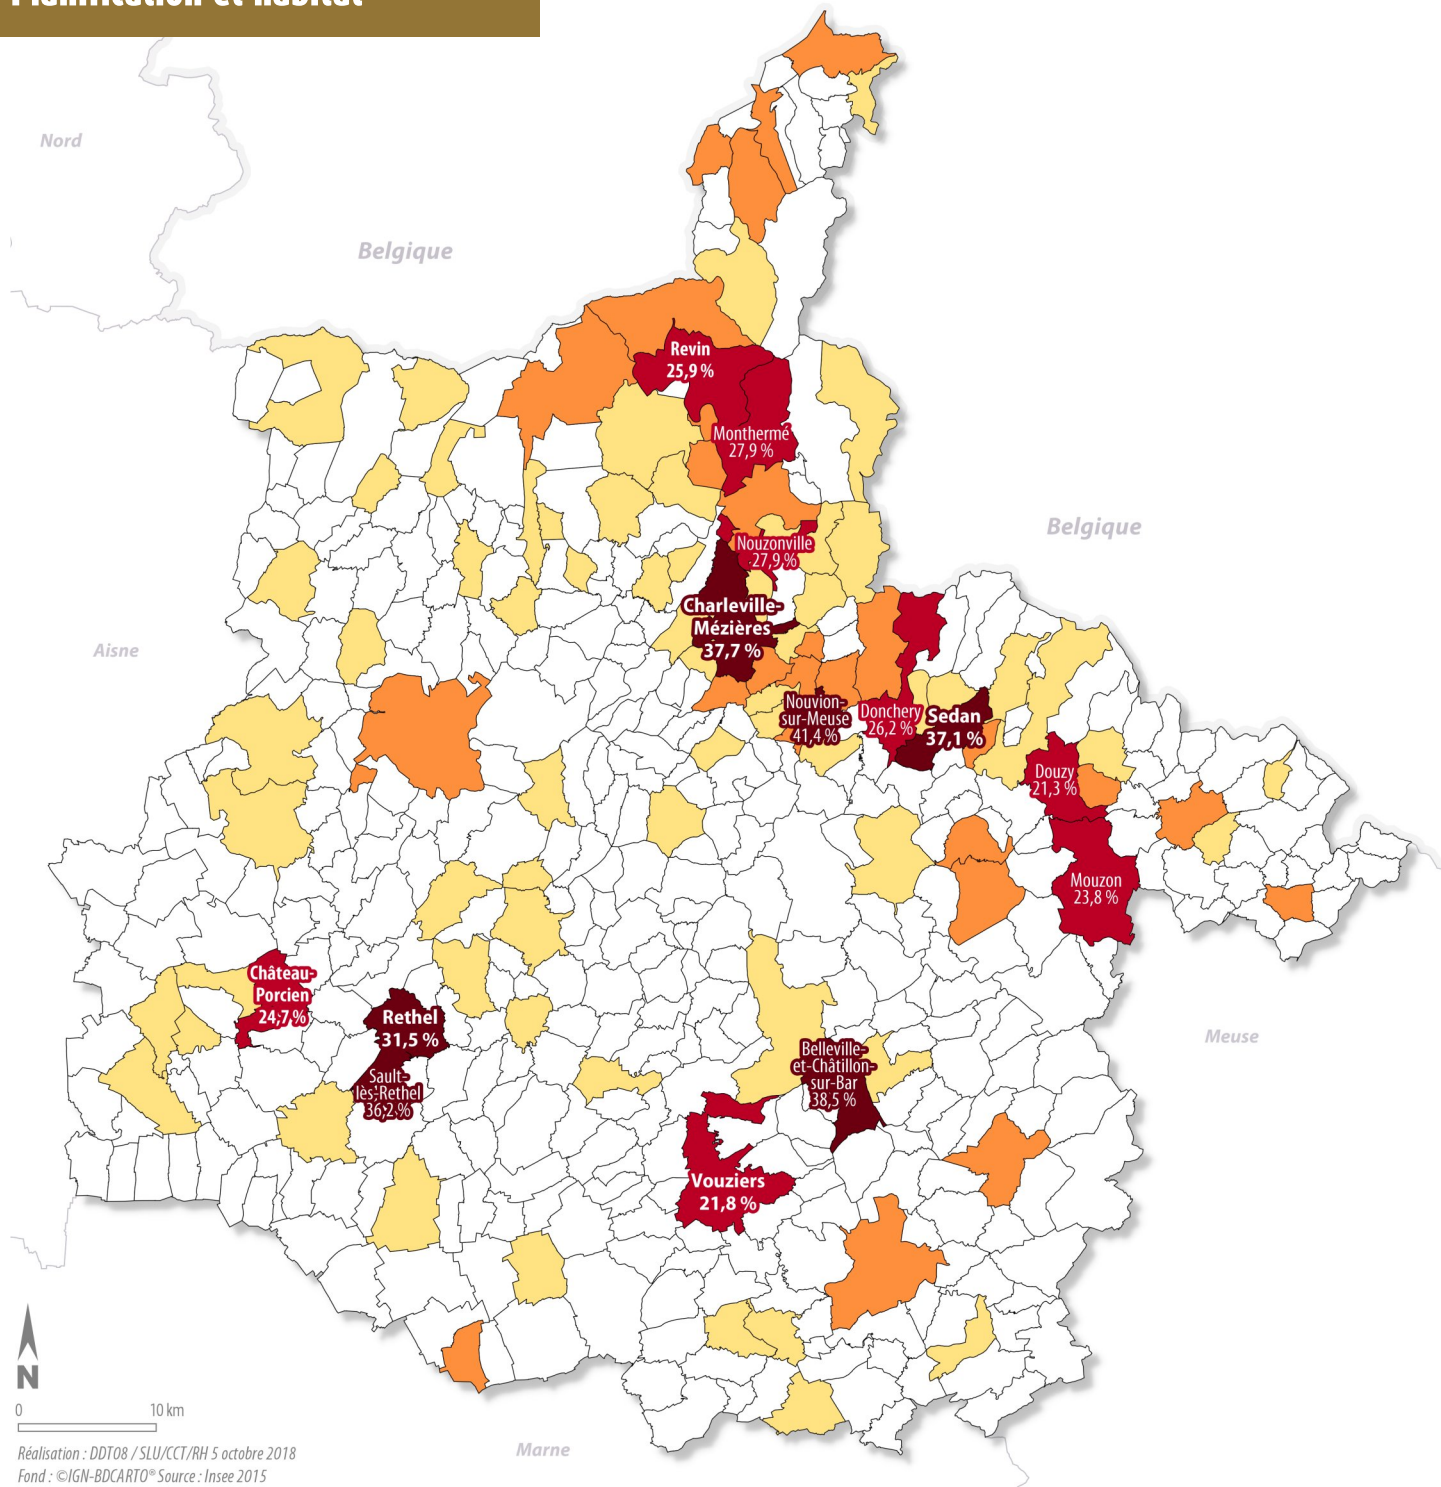 Planification et habitat
Nord
Belgique
Revin
25,9 %
Monthermé
27,9 %
Belgique
Nouzonville
27,9 %
Charleville-
Mézières
37,7 %
Aisne
Nouvion-
sur-Meuse
41,4 %
Donchery
26,2 %
Sedan
37,1 %
Douzy
21,3 %
Mouzon
23,8 %
Château-
Porcien
24,7 %
Rethel
31,5 %
Sault-
lès-Rethel
36,2 %
Meuse
Belleville-
et-Châtillon-
sur-Bar
38,5 %
Vouziers
21,8 %
N
0 10 km
Marne
Réalisation : DDT08 / SLU/CCT/RH 5 octobre 2018
Fond : ©IGN-BDCARTO® Source : Insee 2015